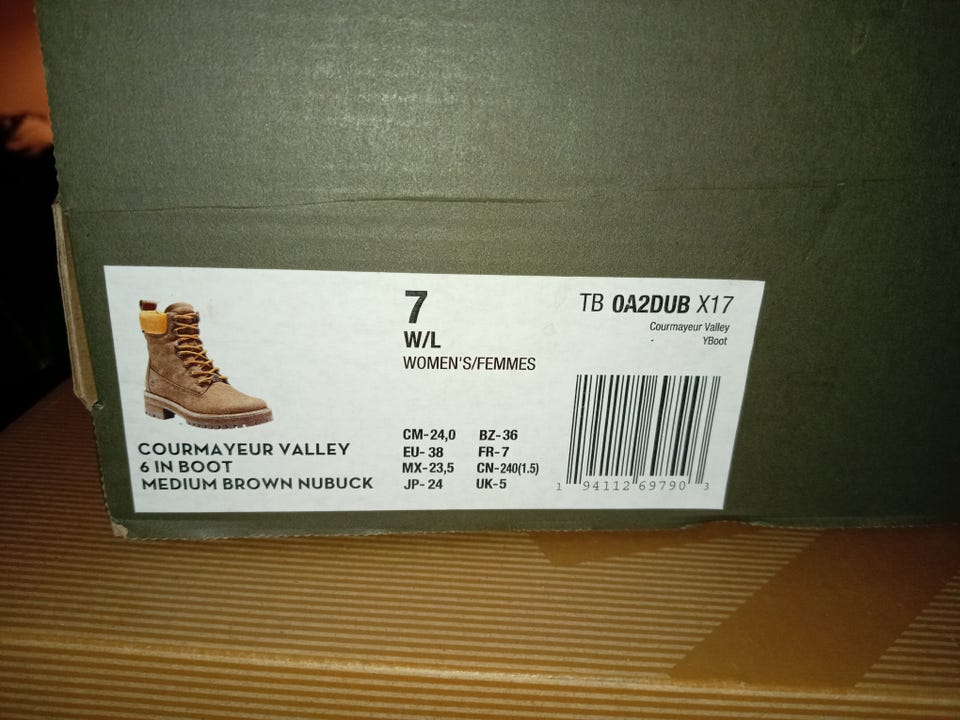 7
W/L
WOMEN'S/FEMMES
TB 0A2DUB X17
Courmayeur Valley
YBoot
COURMAYEUR VALLEY
6 IN BOOT
MEDIUM BROWN NUBUCK
CM-24,0 BZ-36
EU-38 FR-7
MX-23,5 CN-240(1.5)
JP-24 UK-5
1 94112 69790 3